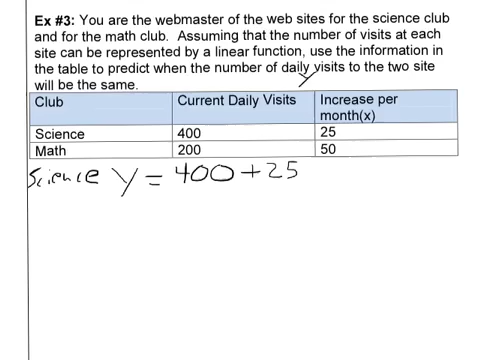 Ex #3: You are the webmaster of the web sites for the science club
and for the math club. Assuming that the number of visits at each
site can be represented by a linear function, use the information in
the table to predict when the number of daily visits to the two site
will be the same.
y
Club Current Daily Visits Increase per month(x)
Science 400 25
Math 200 50
Science y = 400 + 25